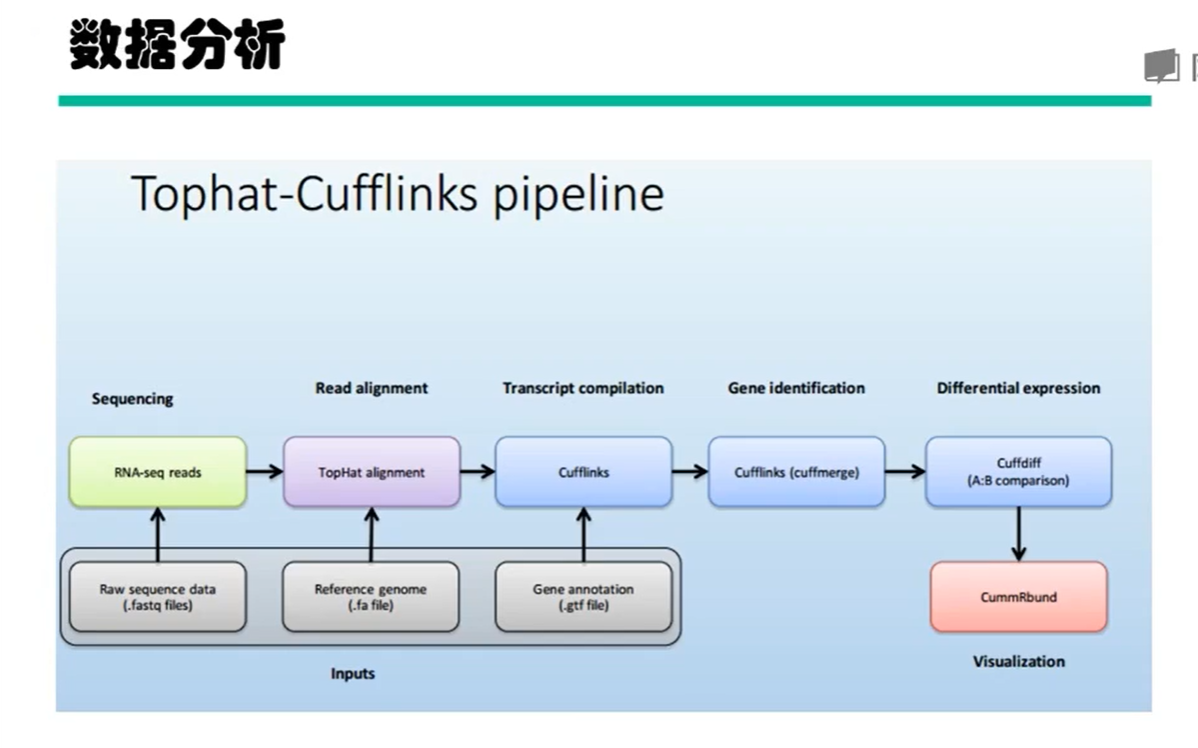 数据分析
Tophat-Cufflinks pipeline
Sequencing
Read alignment
Transcript compilation
Gene identification
Differential expression
RNA-seq reads
TopHat alignment
Cufflinks
Cufflinks (cuffmerge)
Cuffdiff
(A:B comparison)
Raw sequence data
(.fastq files)
Reference genome
(.fa file)
Gene annotation
(.gtf file)
CummRbund
Inputs
Visualization